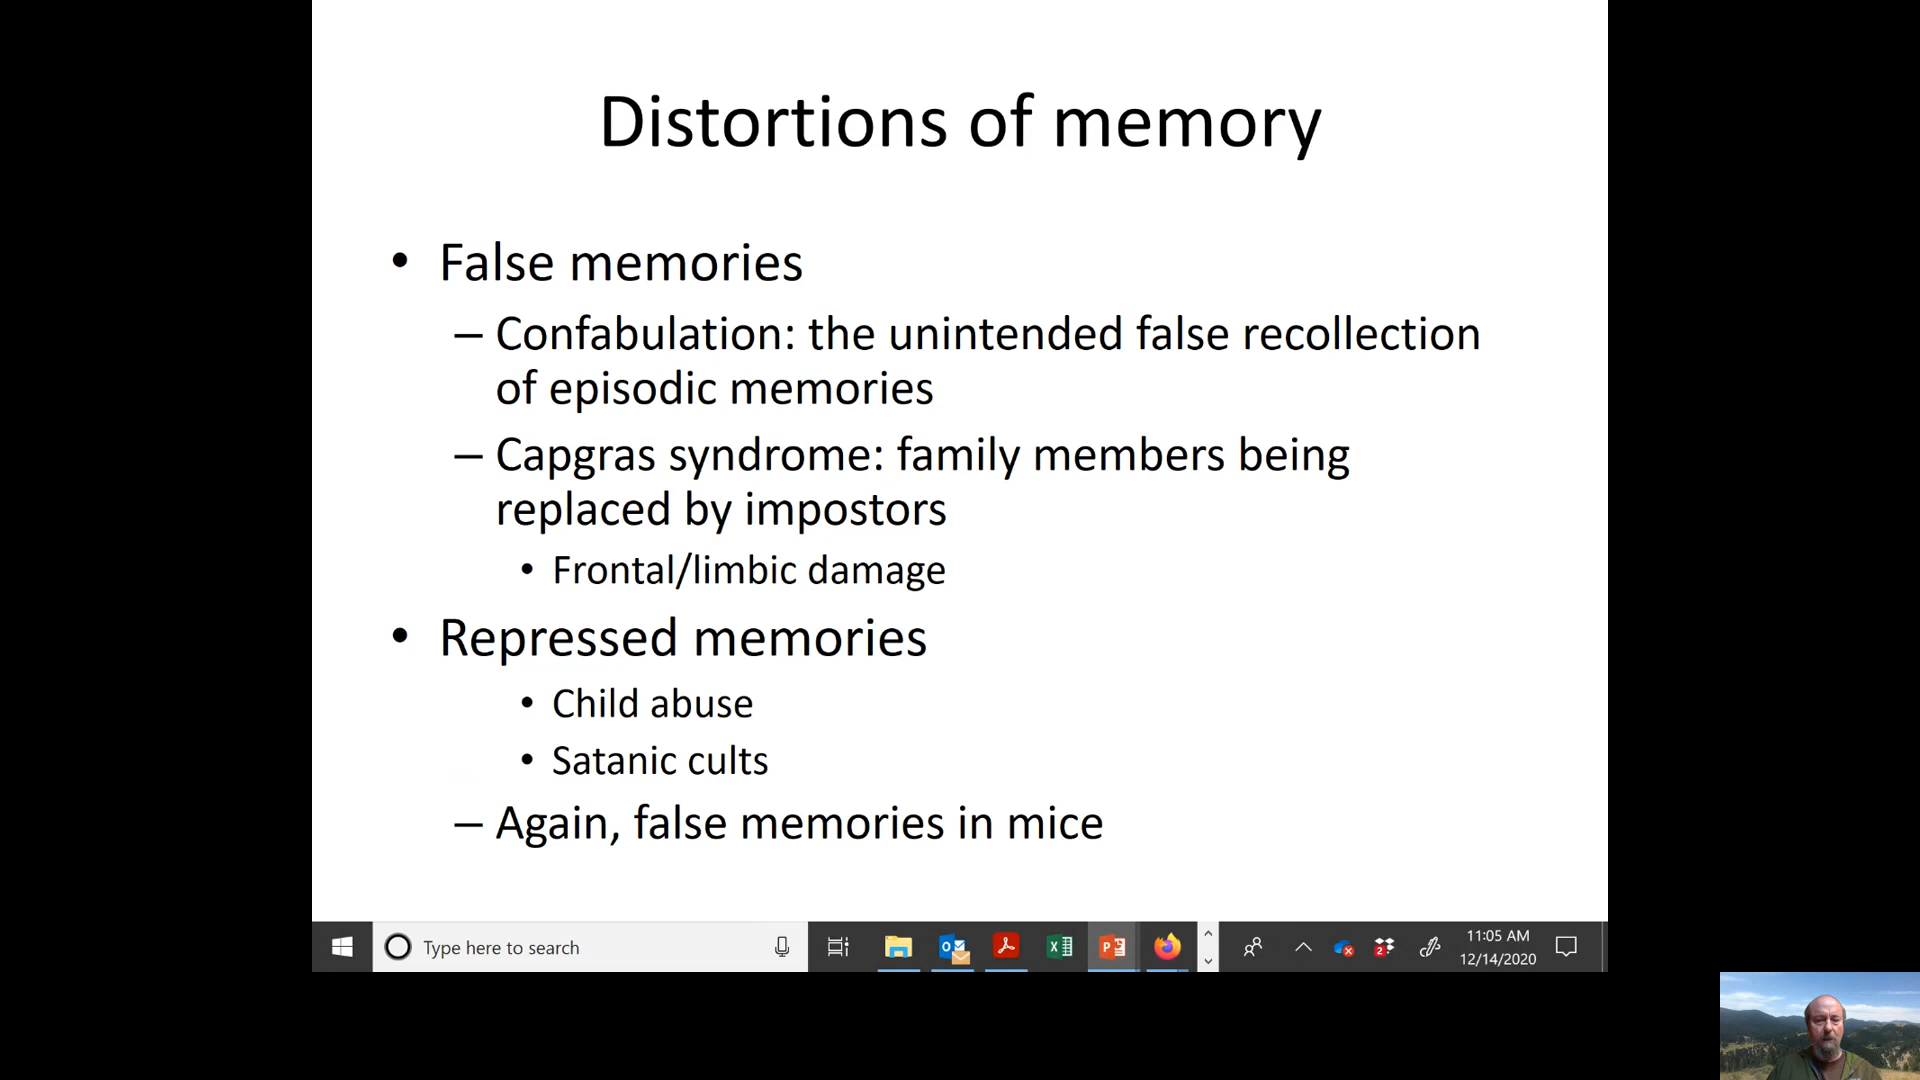 Distortions of memory
• False memories
– Confabulation: the unintended false recollection
of episodic memories
– Capgras syndrome: family members being
replaced by impostors
• Frontal/limbic damage
• Repressed memories
• Child abuse
• Satanic cults
– Again, false memories in mice
Type here to search
11:05 AM
12/14/2020